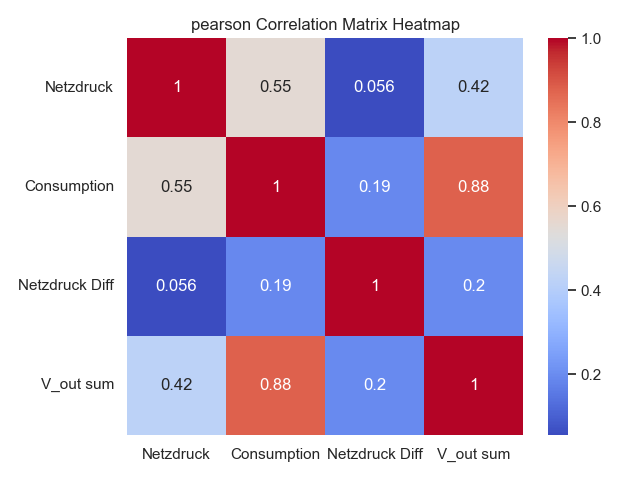 pearson Correlation Matrix Heatmap
Netzdruck 1 0.55 0.056 0.42
Consumption 0.55 1 0.19 0.88
Netzdruck Diff 0.056 0.19 1 0.2
V_out sum 0.42 0.88 0.2 1
Netzdruck Consumption Netzdruck Diff V_out sum
1.0
0.8
0.6
0.4
0.2